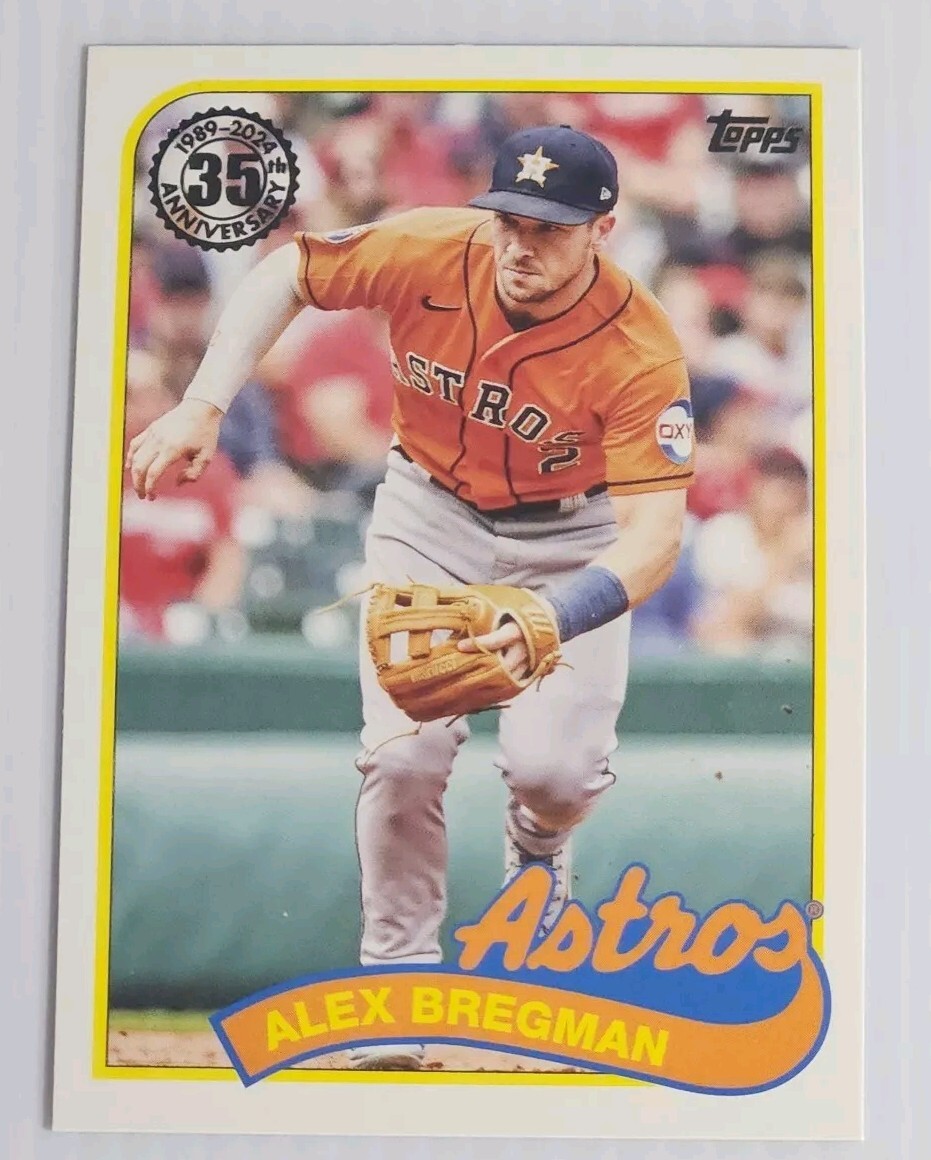 1989-2024
35th
ANNIVERSARY
Topps
ASTROS
2
OXY
Astros®
ALEX BREGMAN